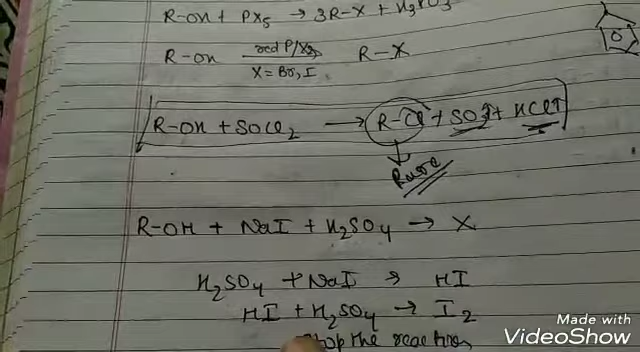 R-OH + PX5 → 3R-X + H3PO3
R-OH red P/X2 R-X
X = Br, I
R-OH + SOCl2 → R-Cl + SO2↑ + HCl↑
Pure
R-OH + NaI + H2SO4 → X
H2SO4 + NaI → HI
HI + H2SO4 → I2
stop the reaction
Made with
VideoShow